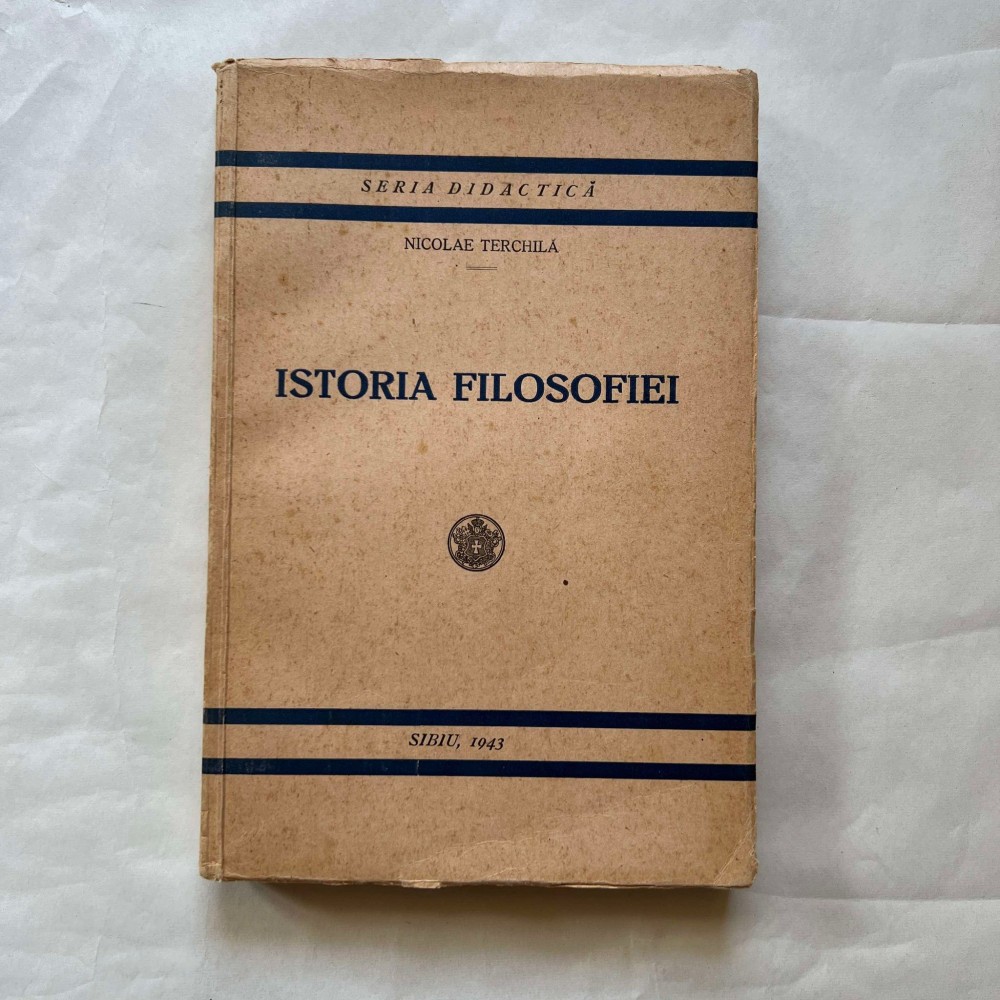 SERIA DIDACTICĂ
NICOLAE TERCHILĂ
ISTORIA FILOSOFIEI
SIBIU, 1943